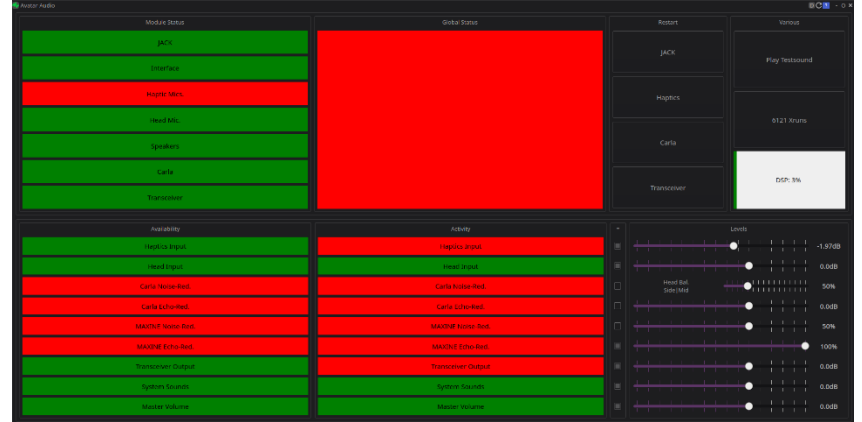 Avatar Audio
Module Status
Global Status
Restart
Various
JACK
Interface
Haptic Mics.
Head Mic.
Speakers
Carla
Transceiver
JACK
Haptics
Carla
Transceiver
Play Testsound
6121 Xruns
DSP: 3%
Availability
Activity
Levels
Haptics Input
Haptics Input
-1.97dB
Head Input
Head Input
0.0dB
Carla Noise-Red.
Carla Noise-Red.
Head Bal.
Side|Mid
50%
Carla Echo-Red.
Carla Echo-Red.
0.0dB
MAXINE Noise-Red.
MAXINE Noise-Red.
50%
MAXINE Echo-Red.
MAXINE Echo-Red.
100%
Transceiver Output
Transceiver Output
0.0dB
System Sounds
System Sounds
0.0dB
Master Volume
Master Volume
0.0dB